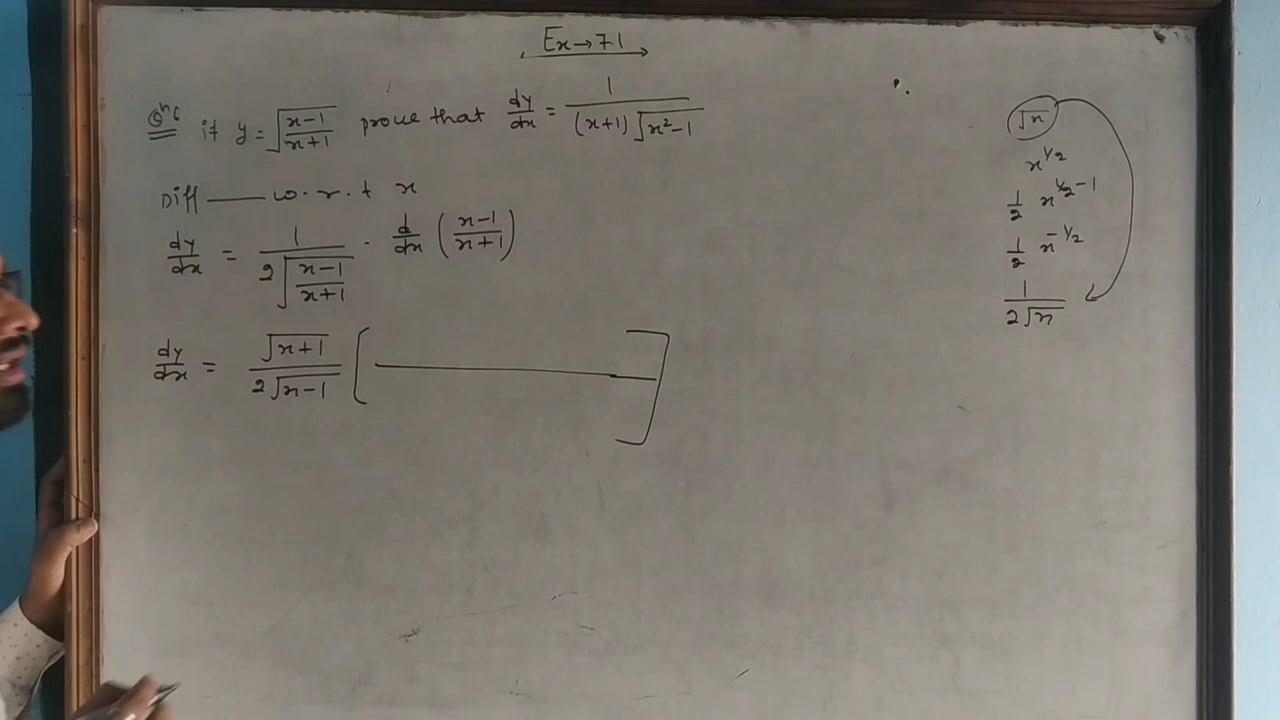 Ex→7.1
Qn6 if y = √((x-1)/(x+1)) prove that dy/dx = 1/((x+1)√(x²-1))
Diff —— w.r.t x
dy/dx = 1/(2√((x-1)/(x+1))) · d/dx ((x-1)/(x+1))
dy/dx = √(x+1)/(2√(x-1)) [ —— ]
√x
x^1/2
1/2 x^1/2-1
1/2 x^-1/2
1/(2√x)